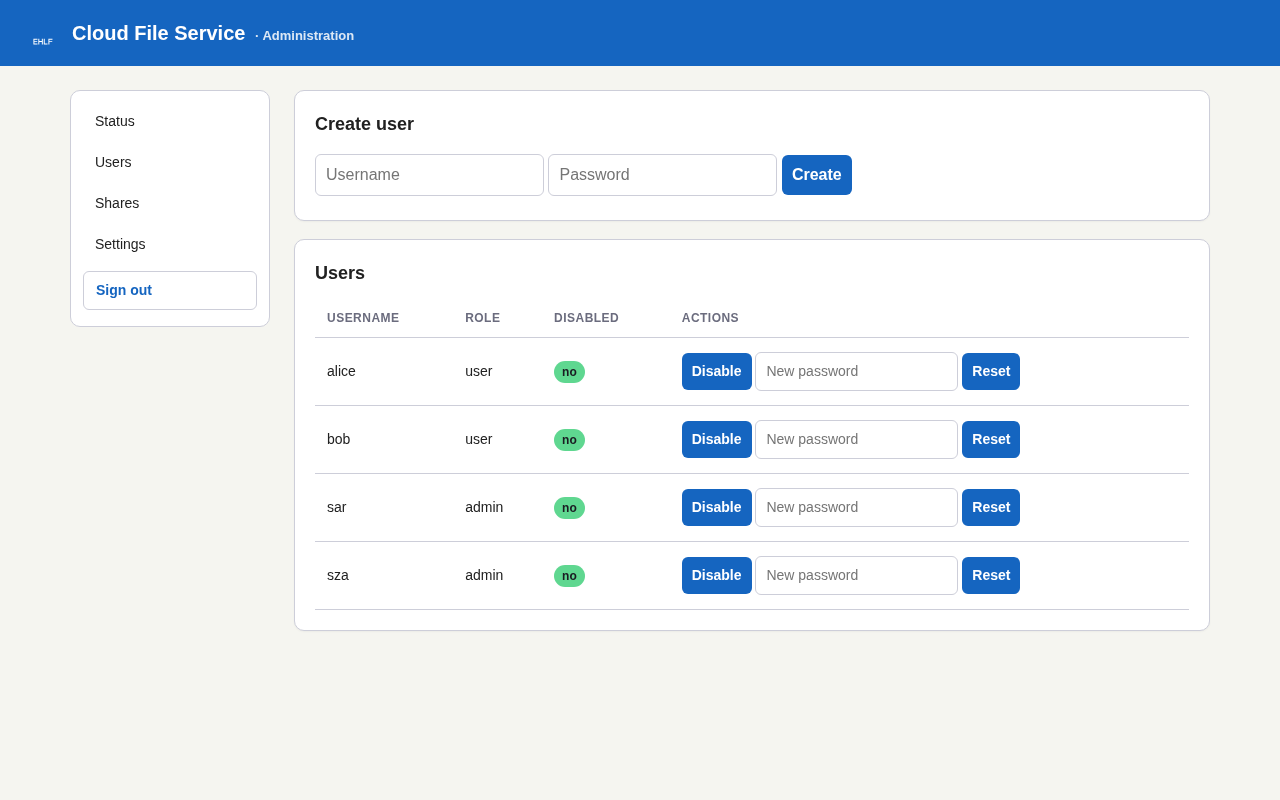 EHLF
Cloud File Service · Administration
Status
Users
Shares
Settings
Sign out
Create user
Username Password Create
Users
USERNAME ROLE DISABLED ACTIONS
alice user no Disable New password Reset
bob user no Disable New password Reset
sar admin no Disable New password Reset
sza admin no Disable New password Reset